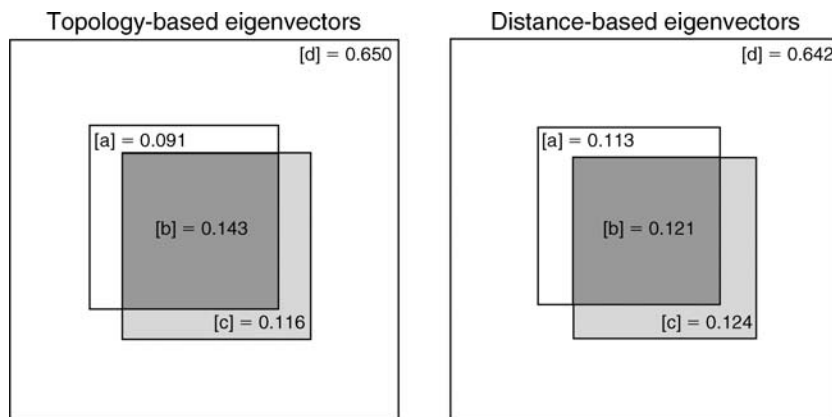 Topology-based eigenvectors
[d] = 0.650
[a] = 0.091
[b] = 0.143
[c] = 0.116
Distance-based eigenvectors
[d] = 0.642
[a] = 0.113
[b] = 0.121
[c] = 0.124